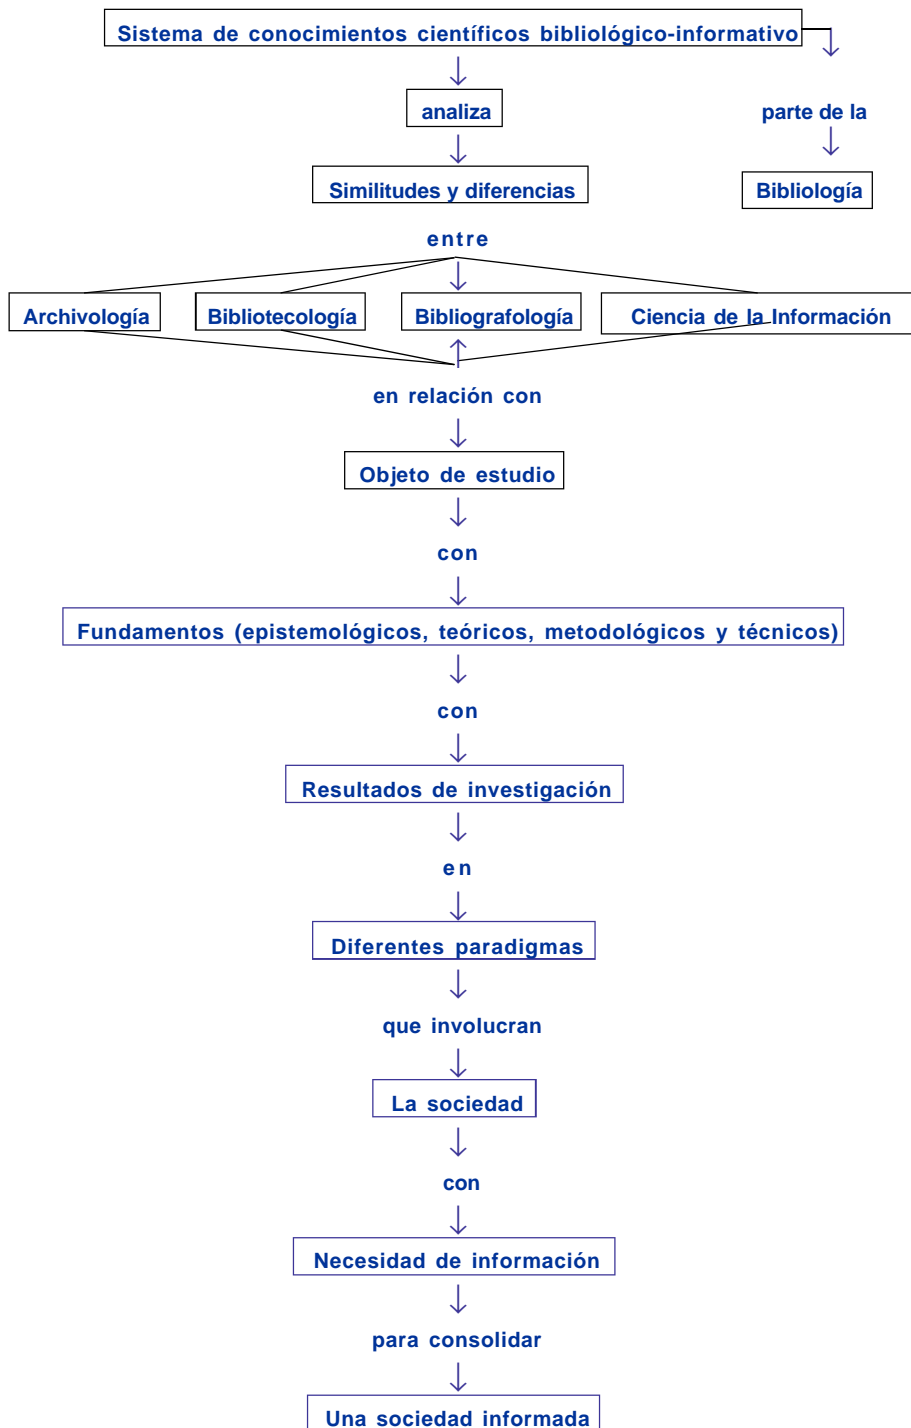 Sistema de conocimientos científicos bibliológico-informativo
analiza
parte de la
Similitudes y diferencias
Bibliología
entre
Archivología
Bibliotecología
Bibliografología
Ciencia de la Información
en relación con
Objeto de estudio
con
Fundamentos (epistemológicos, teóricos, metodológicos y técnicos)
con
Resultados de investigación
en
Diferentes paradigmas
que involucran
La sociedad
con
Necesidad de información
para consolidar
Una sociedad informada